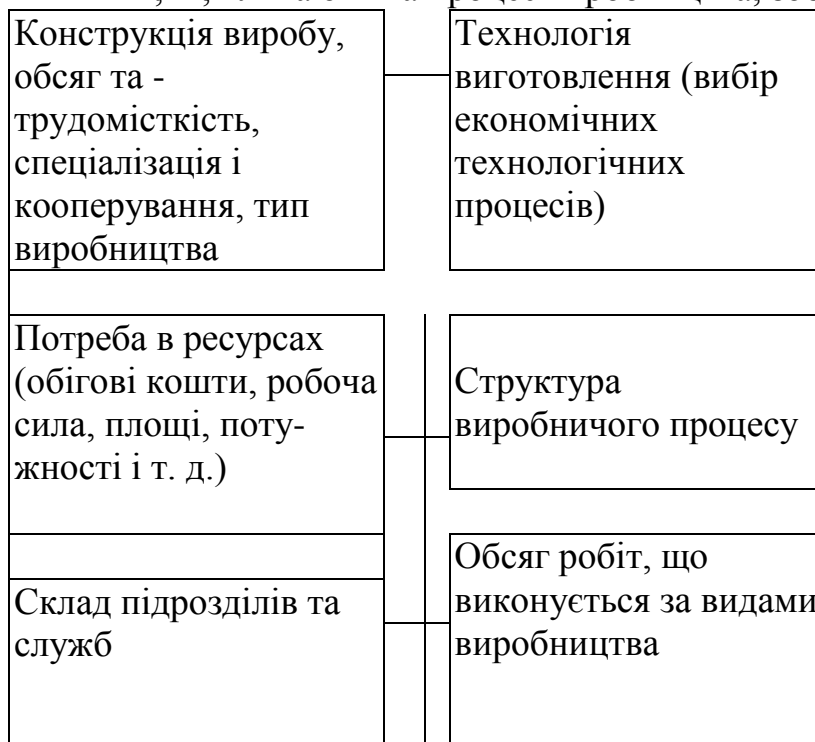 Конструкція виробу,
обсяг та -
трудомісткість,
спеціалізація і
кооперування, тип
виробництва
Технологія
виготовлення (вибір
економічних
технологічних
процесів)
Потреба в ресурсах
(обігові кошти, робоча
сила, площі, поту-
жності і т. д.)
Структура
виробничого процесу
Склад підрозділів та
служб
Обсяг робіт, що
виконується за видами
виробництва